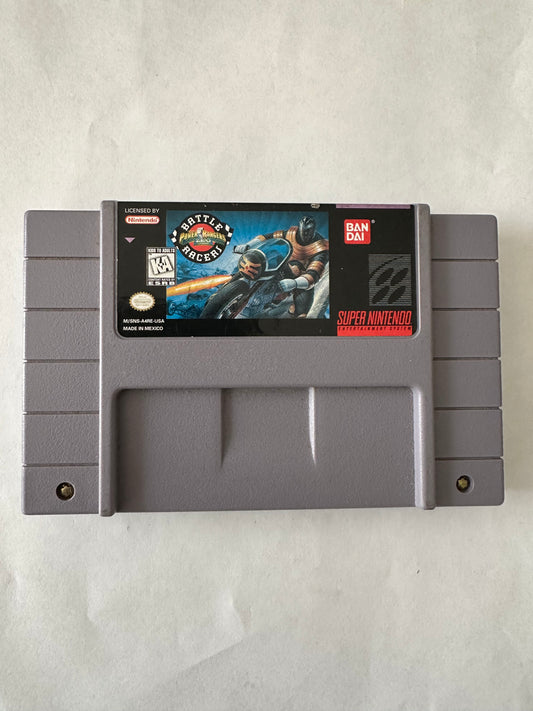 LICENSED BY
Nintendo
BATTLE
POWER RANGERS
ZEO
RACERS
KIDS TO ADULTS
KA
ESRB
M/SNS-A4RE-USA
MADE IN MEXICO
BAN
DAI
SUPER NINTENDO
ENTERTAINMENT SYSTEM